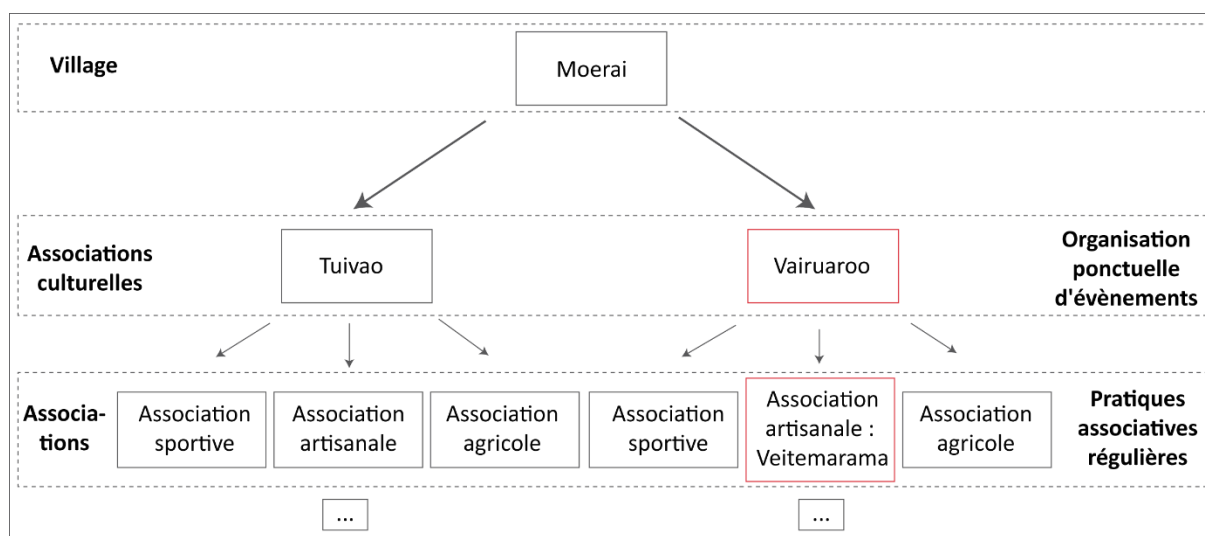 Village
Moerai
Associations
culturelles
Tuivao
Vairuaroo
Organisation
ponctuelle
d'évènements
Associa-
tions
Association
sportive
Association
artisanale
Association
agricole
Association
sportive
Association
artisanale :
Veitemarama
Association
agricole
Pratiques
associatives
régulières
...
...